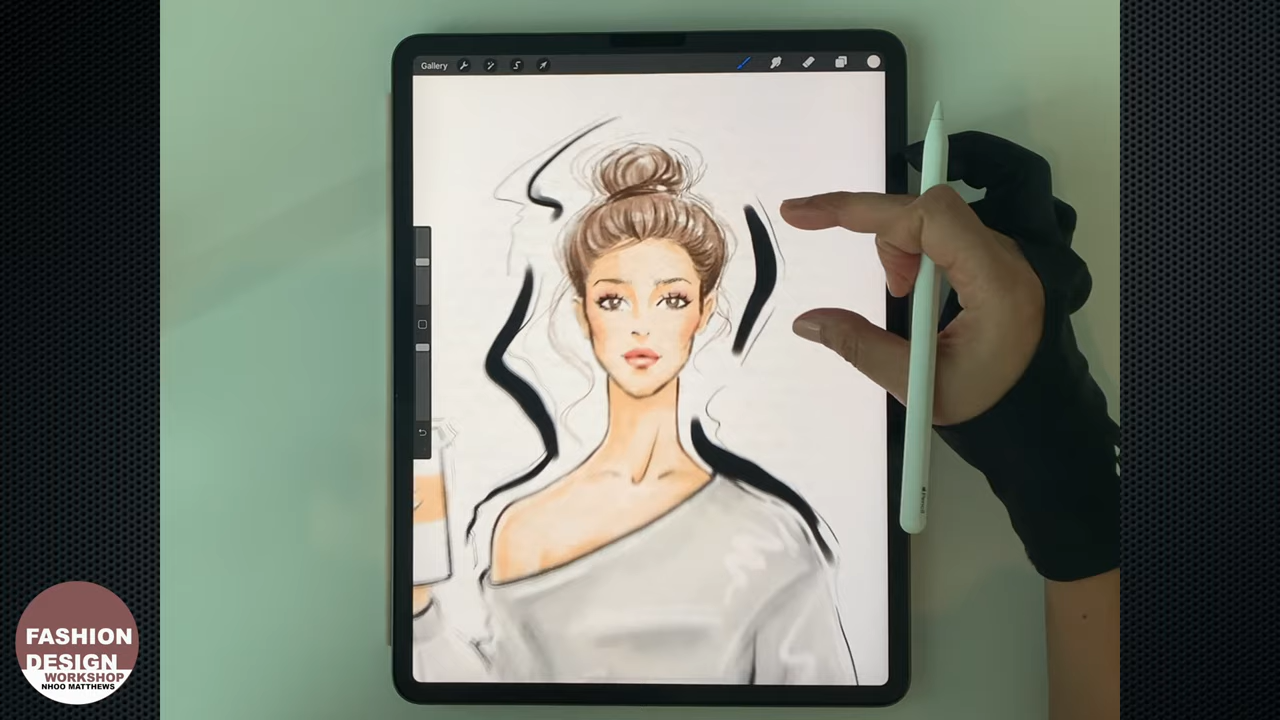 Gallery
FASHION
DESIGN
WORKSHOP
NHOO MATTHEWS